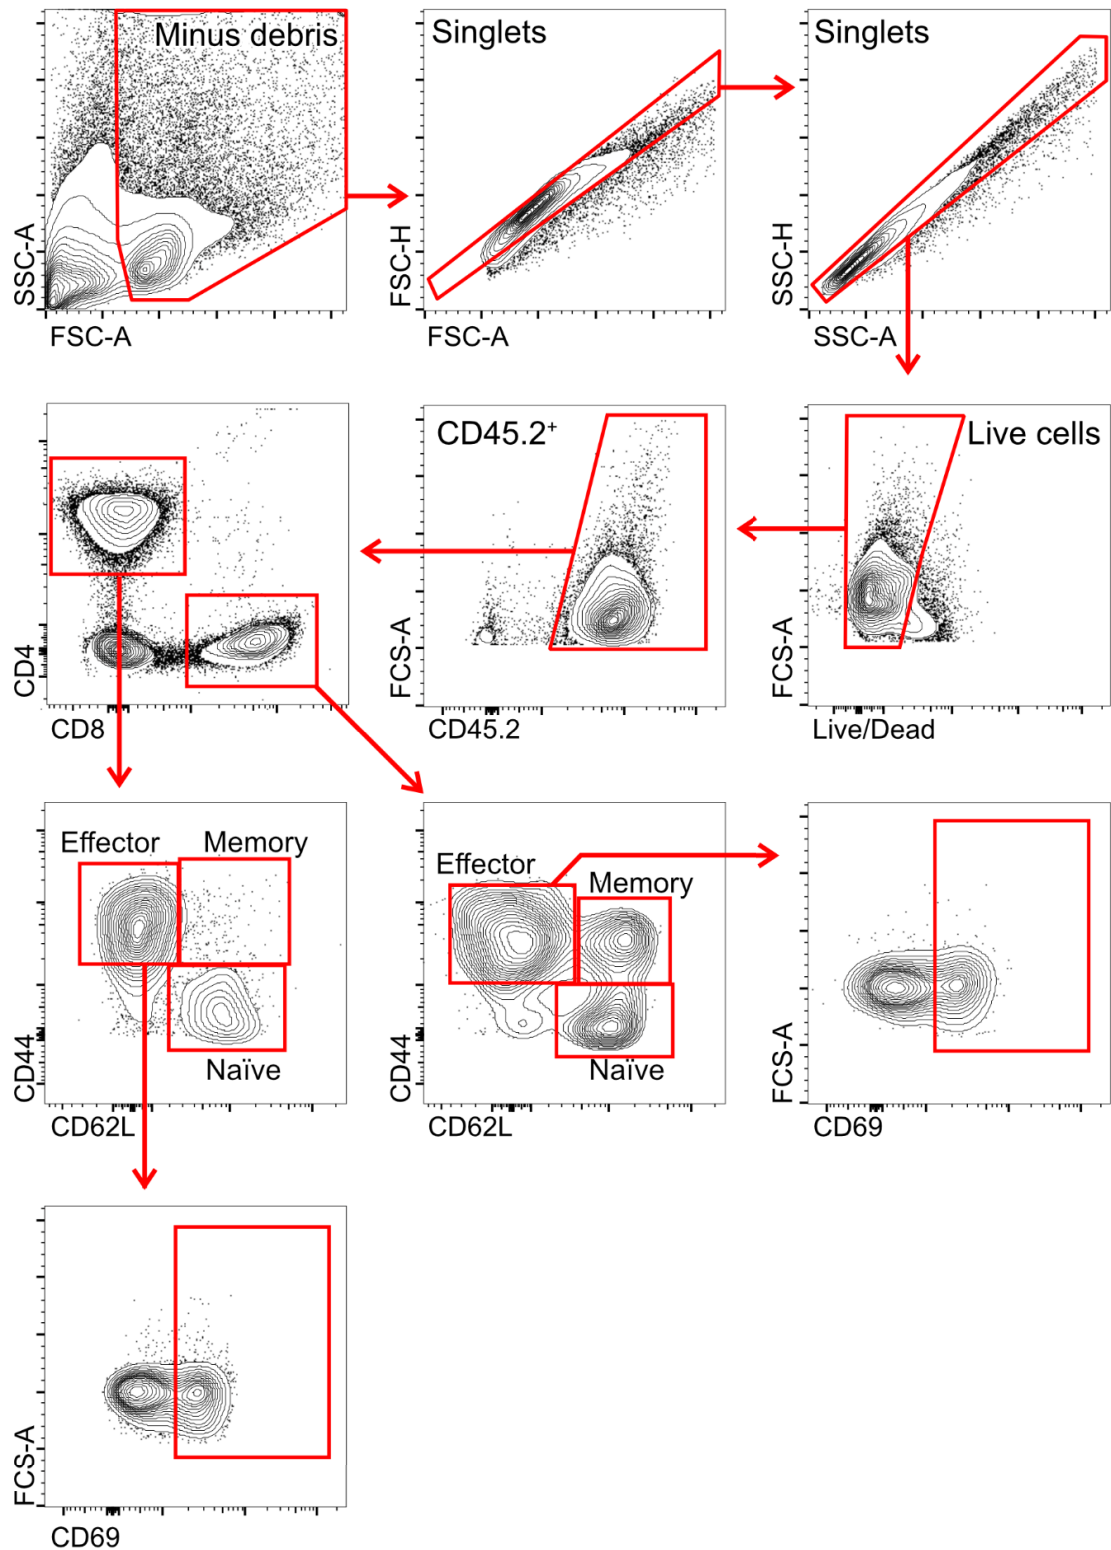 Minus debris
SSC-A
FSC-A
Singlets
FSC-H
FSC-A
Singlets
SSC-H
SSC-A
CD4
CD8
CD45.2+
FCS-A
CD45.2
Live cells
FCS-A
Live/Dead
Effector
Memory
Naïve
CD44
CD62L
Effector
Memory
Naïve
CD44
CD62L
FCS-A
CD69
FCS-A
CD69